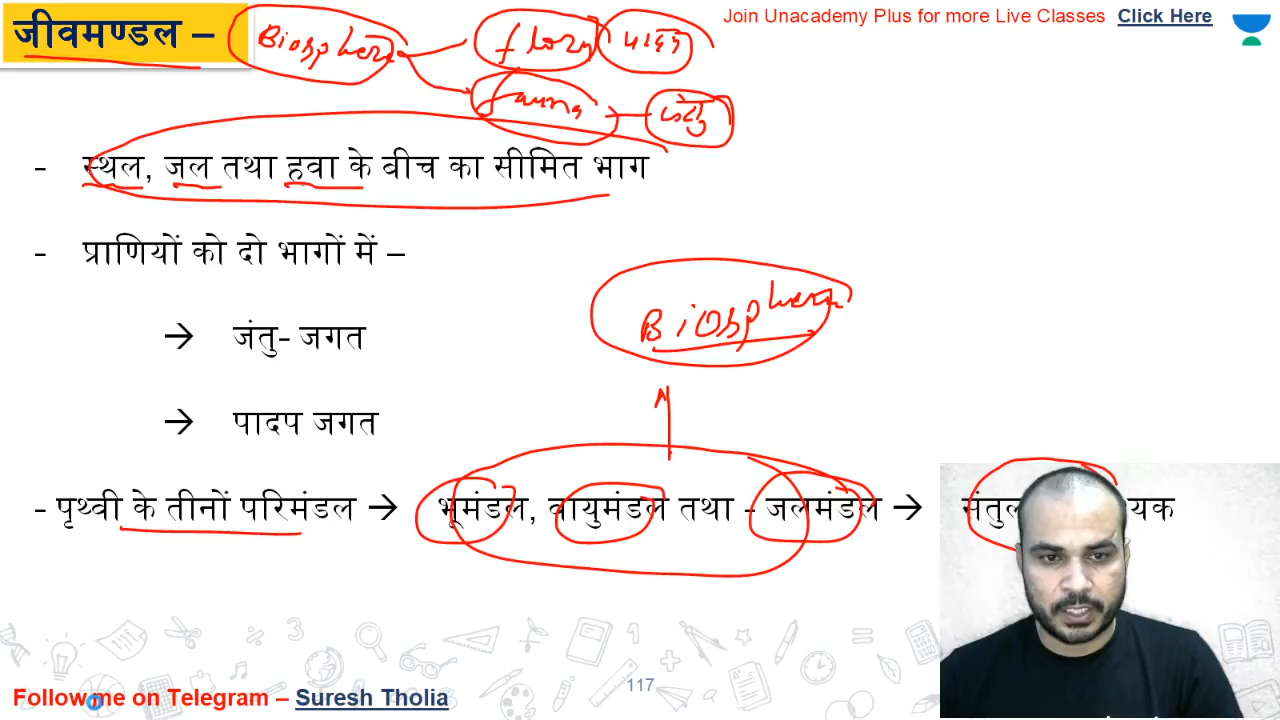 Join Unacademy Plus for more Live Classes Click Here
जीवमण्डल – Biosphere flora पादप
fauna जंतु
- स्थल, जल तथा हवा के बीच का सीमित भाग
- प्राणियों को दो भागों में –
Biosphere
→ जंतु- जगत
→ पादप जगत
- पृथ्वी के तीनों परिमंडल → भूमंडल, वायुमंडल तथा - जलमंडल →
117
Follow me on Telegram – Suresh Tholia